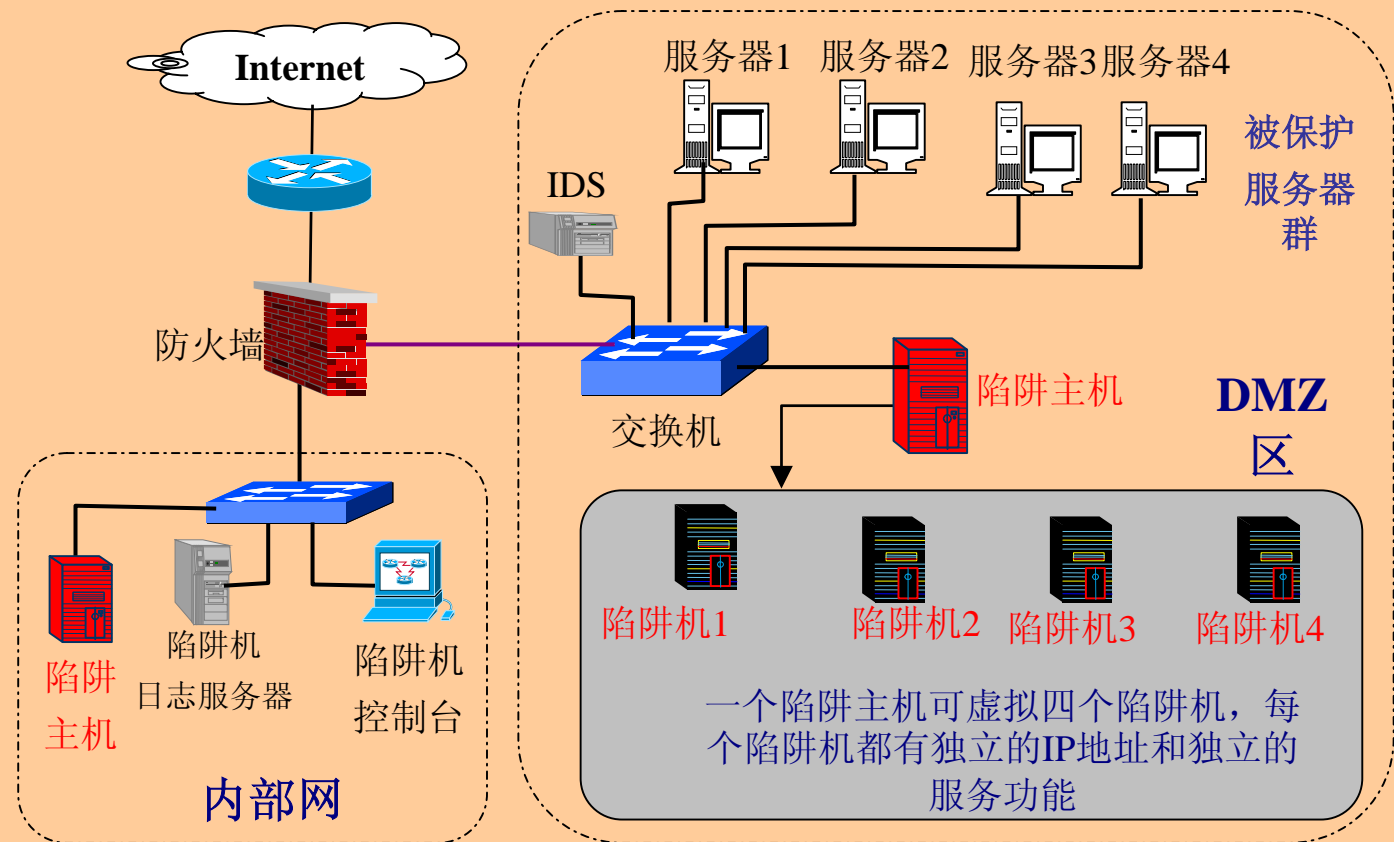 Internet
服务器1
服务器2
服务器3
服务器4
被保护
服务器
群
IDS
防火墙
交换机
陷阱主机
DMZ
区
陷阱机1
陷阱机2
陷阱机3
陷阱机4
一个陷阱主机可虚拟四个陷阱机，每
个陷阱机都有独立的IP地址和独立的
服务功能
陷阱
主机
陷阱机
日志服务器
陷阱机
控制台
内部网